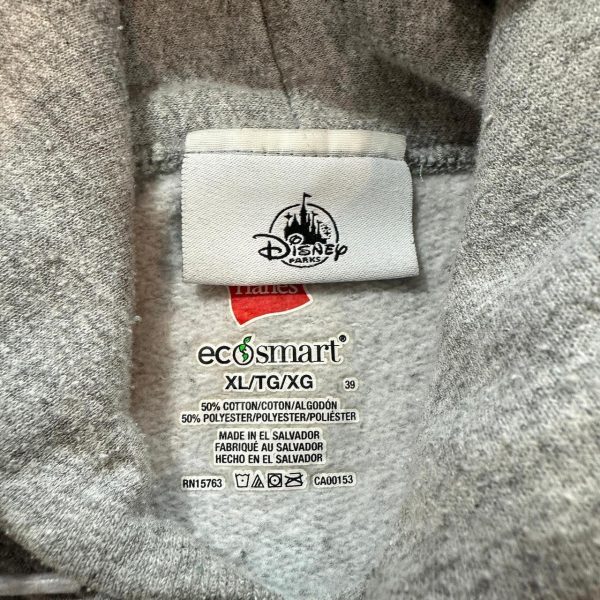 Disney
PARKS
Hanes
ecosmart®
XL/TG/XG 39
50% COTTON/COTON/ALGODÓN
50% POLYESTER/POLYESTER/POLIÉSTER
MADE IN EL SALVADOR
FABRIQUÉ AU SALVADOR
HECHO EN EL SALVADOR
RN15763 CA00153